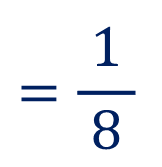 = 1/8